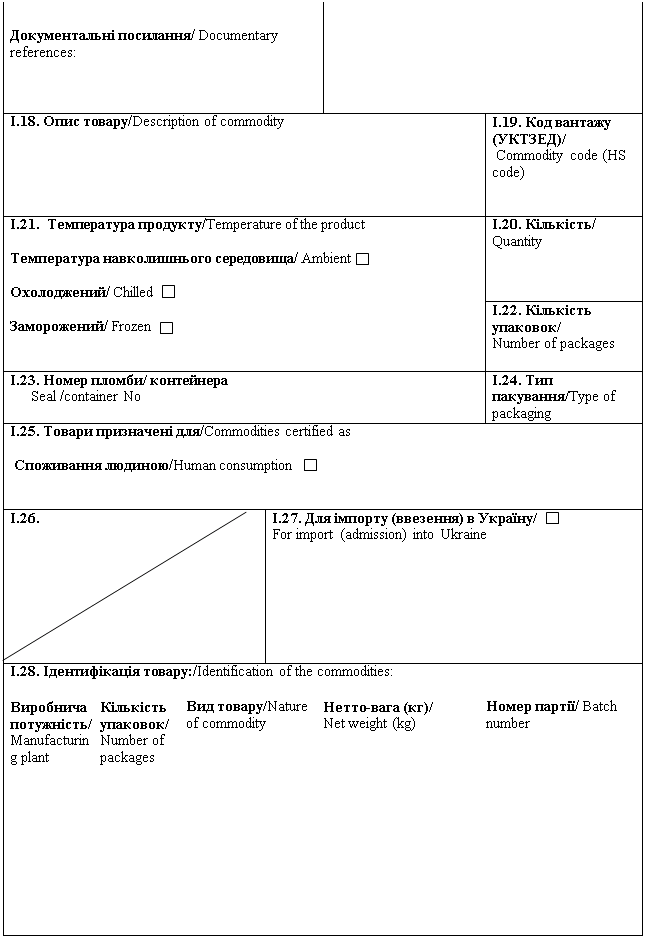 Документальні посилання/ Documentary
references:
I.18. Опис товару/Description of commodity
I.19. Код вантажу
(УКТЗЕД)/
Commodity code (HS
code)
I.21. Температура продукту/Temperature of the product
Температура навколишнього середовища/ Ambient
Охолоджений/ Chilled
Заморожений/ Frozen
I.20. Кількість/
Quantity
I.22. Кількість
упаковок/
Number of packages
I.23. Номер пломби/ контейнера
Seal /container No
I.24. Тип
пакування/Type of
packaging
I.25. Товари призначені для/Commodities certified as
Споживання людиною/Human consumption
I.26.
I.27. Для імпорту (ввезення) в Україну/
For import (admission) into Ukraine
I.28. Ідентифікація товару:/Identification of the commodities:
Виробнича
потужність/
Manufacturin
g plant
Кількість
упаковок/
Number of
packages
Вид товару/Nature
of commodity
Нетто-вага (кг)/
Net weight (kg)
Номер партії/ Batch
number